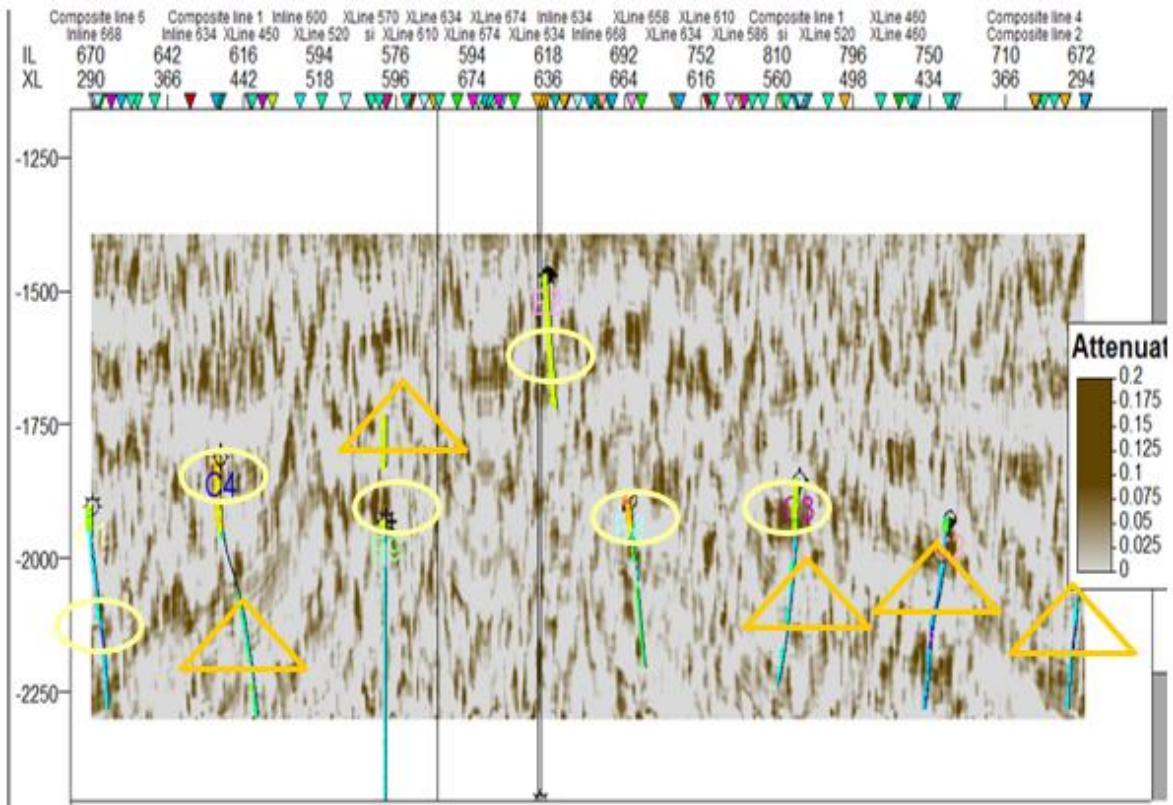 Composite line 6 Composite line 1 Inline 600 XLine 570 XLine 634 XLine 674 Inline 634 XLine 658 XLine 610 Composite line 1 XLine 460 Composite line 4
Inline 668 Inline 634 XLine 450 XLine 520 si XLine 610 XLine 674 XLine 634 Inline 668 XLine 634 XLine 586 si XLine 520 XLine 460 Composite line 2
IL 670 642 616 594 576 594 618 692 752 810 796 750 710 672
XL 290 366 442 518 596 674 636 664 616 560 498 434 366 294
-1250
-1500
Attenuat
0.2
0.175
-1750
0.15
0.125
0.1
C4
0.075
0.05
0.025
-2000
0
-2250